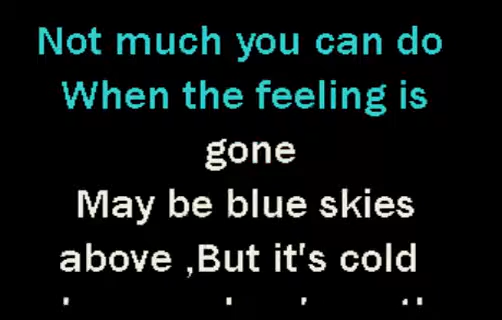 Not much you can do
When the feeling is
gone
May be blue skies
above ,But it's cold